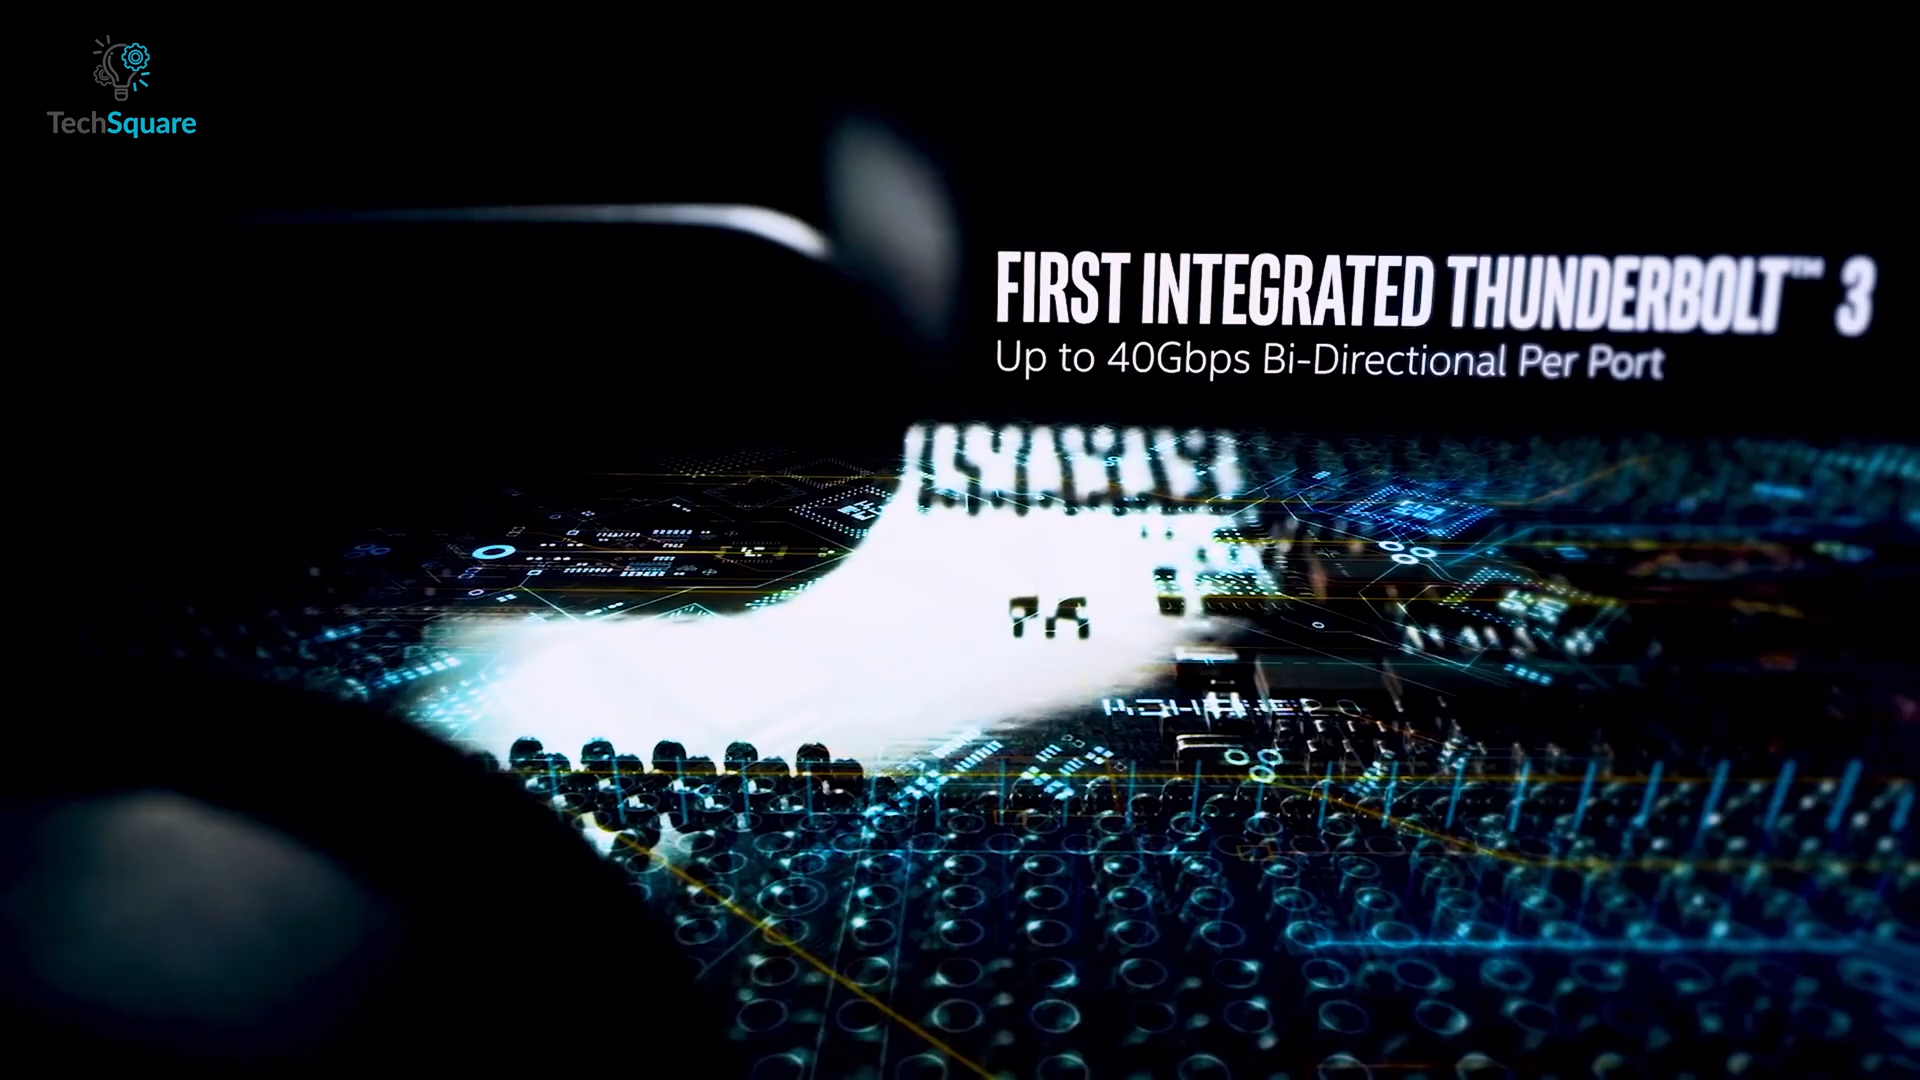 TechSquare
FIRST INTEGRATED THUNDERBOLT™ 3
Up to 40Gbps Bi-Directional Per Port